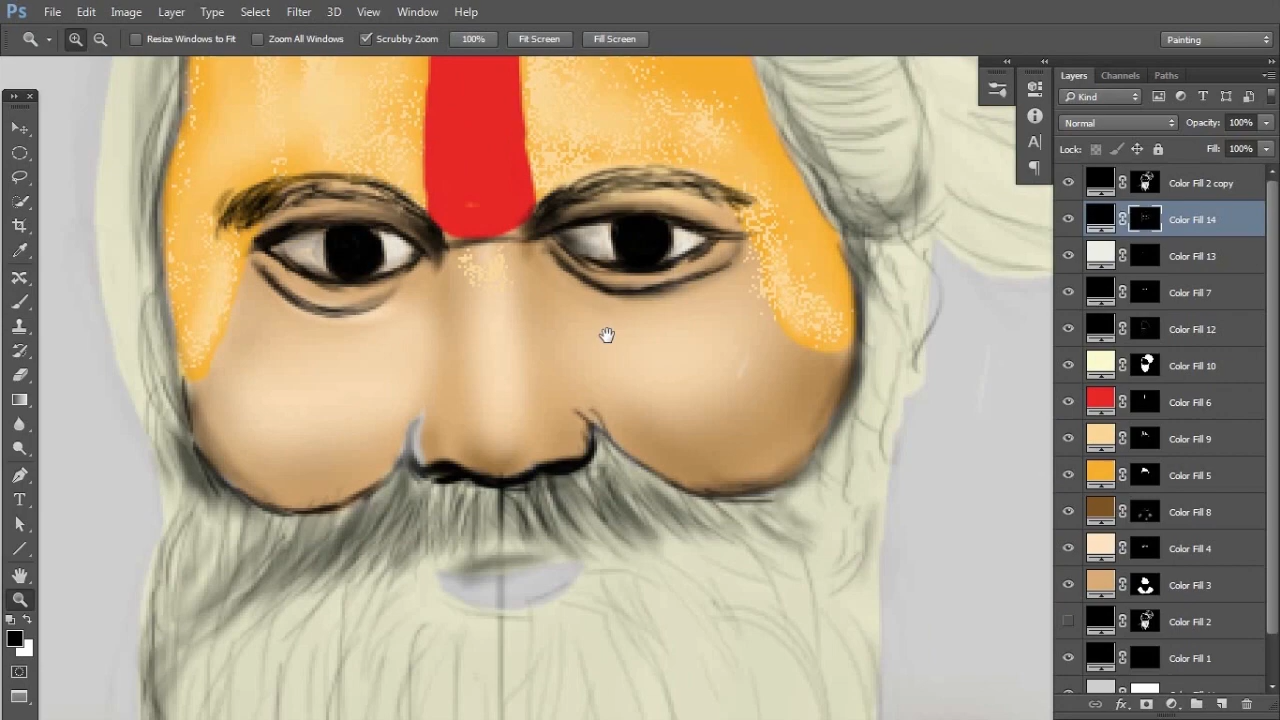 Ps File Edit Image Layer Type Select Filter 3D View Window Help
Resize Windows to Fit Zoom All Windows Scrubby Zoom 100% Fit Screen Fill Screen Painting
Layers Channels Paths
Kind
Normal Opacity: 100%
Lock: Fill: 100%
Color Fill 2 copy
Color Fill 14
Color Fill 13
Color Fill 7
Color Fill 12
Color Fill 10
Color Fill 6
Color Fill 9
Color Fill 5
Color Fill 8
Color Fill 4
Color Fill 3
Color Fill 2
Color Fill 1